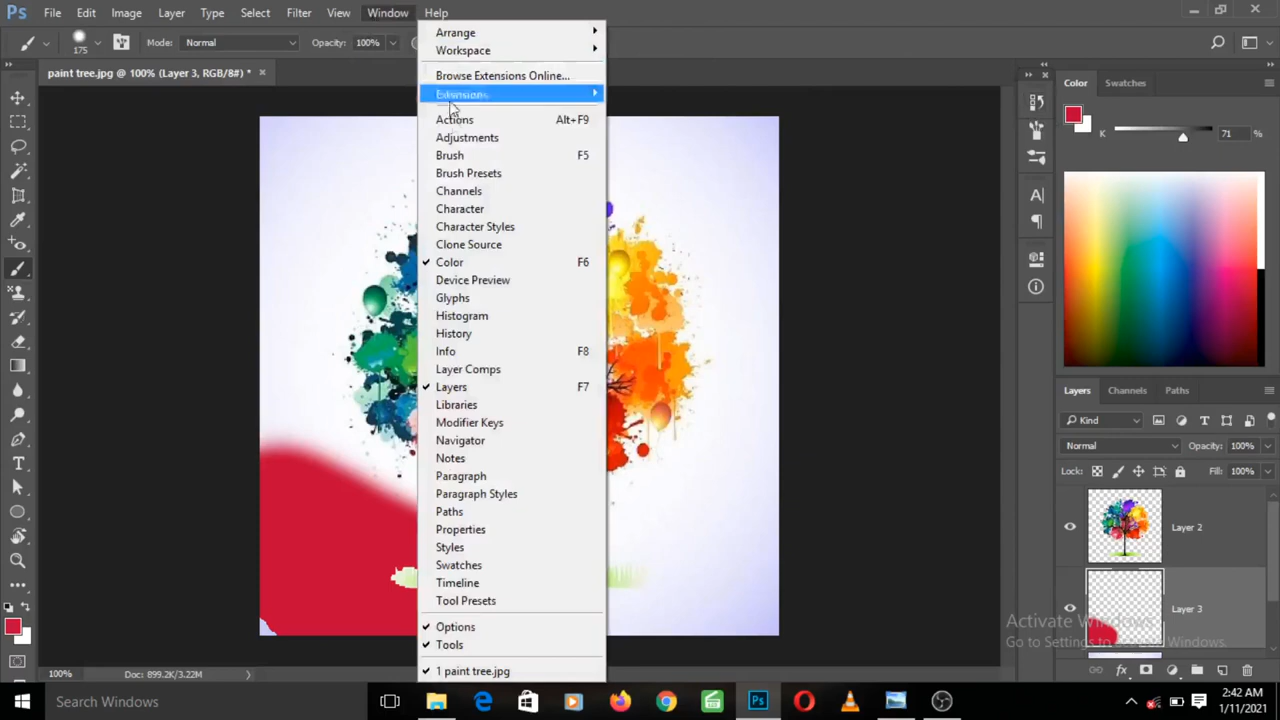 Ps File Edit Image Layer Type Select Filter View Window Help
175 Mode: Normal Opacity: 100%
paint tree.jpg @ 100% (Layer 3, RGB/8#) * ×
Arrange
Workspace
Browse Extensions Online...
Extensions
Actions Alt+F9
Adjustments
Brush F5
Brush Presets
Channels
Character
Character Styles
Clone Source
Color F6
Device Preview
Glyphs
Histogram
History
Info F8
Layer Comps
Layers F7
Libraries
Modifier Keys
Navigator
Notes
Paragraph
Paragraph Styles
Paths
Properties
Styles
Swatches
Timeline
Tool Presets
Options
Tools
1 paint tree.jpg
Color Swatches
K 71 %
Layers Channels Paths
Kind
Normal Opacity: 100%
Lock: Fill: 100%
Layer 2
Layer 3
Activate Windows
Go to Settings to activate Windows.
100% Doc: 899.2K/3.22M
Search Windows
Ps
2:42 AM
1/11/2021